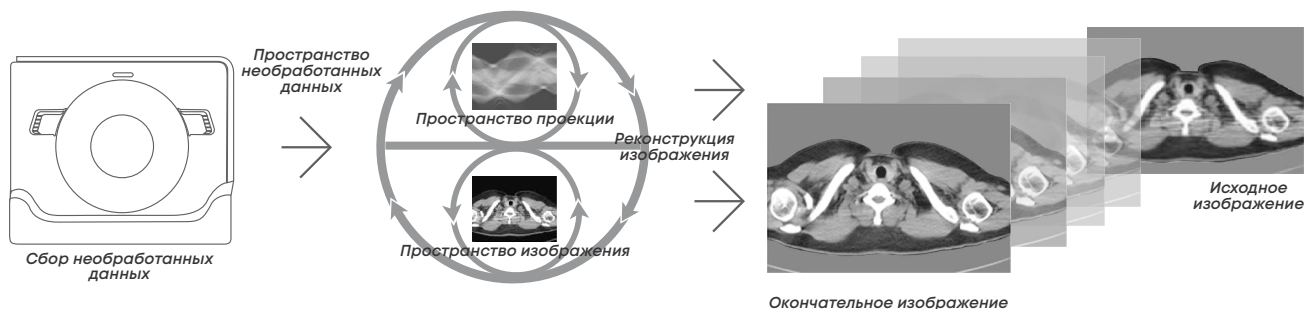 Пространство
необработанных
данных
Пространство проекции
Реконструкция
изображения
Пространство изображения
Сбор необработанных
данных
Исходное
изображение
Окончательное изображение